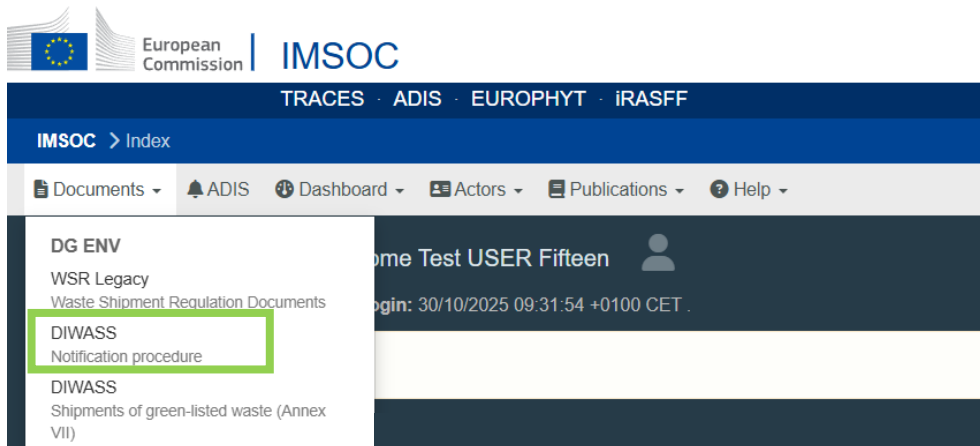 European
Commission
IMSOC
TRACES · ADIS · EUROPHYT · iRASFF
IMSOC > Index
Documents ADIS Dashboard Actors Publications Help
DG ENV
WSR Legacy
Waste Shipment Regulation Documents
DIWASS
Notification procedure
DIWASS
Shipments of green-listed waste (Annex
VII)
ome Test USER Fifteen
ogin: 30/10/2025 09:31:54 +0100 CET .